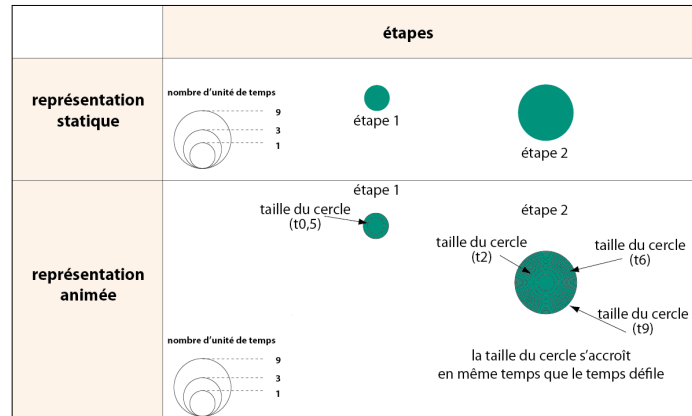 étapes
représentation
statique
nombre d'unité de temps
9
3
1
étape 1
étape 2
représentation
animée
étape 1
taille du cercle
(t0,5)
étape 2
taille du cercle
(t2)
taille du cercle
(t6)
taille du cercle
(t9)
nombre d'unité de temps
9
3
1
la taille du cercle s'accroît
en même temps que le temps défile